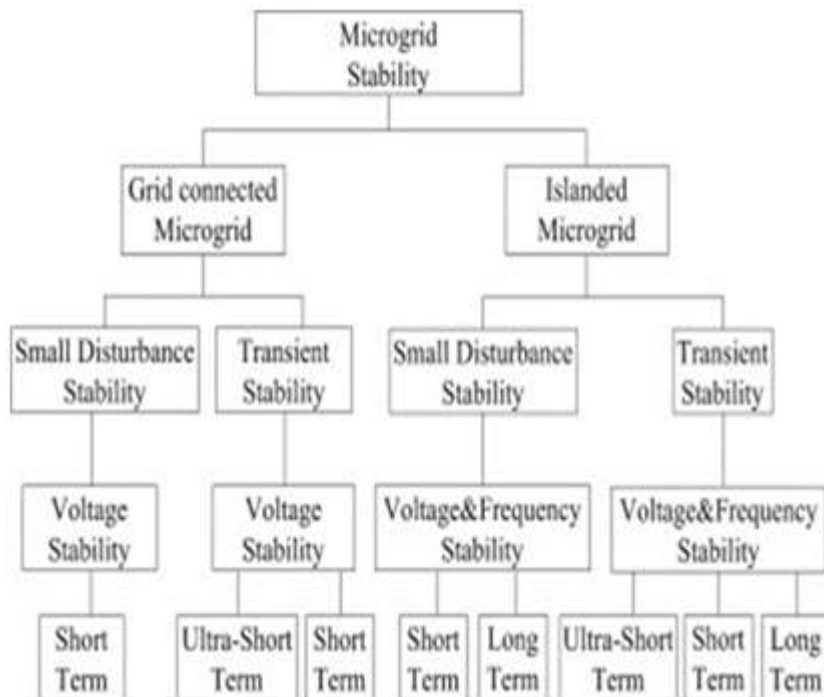 Microgrid
Stability
Grid connected
Microgrid
Islanded
Microgrid
Small Disturbance
Stability
Transient
Stability
Small Disturbance
Stability
Transient
Stability
Voltage
Stability
Voltage
Stability
Voltage&Frequency
Stability
Voltage&Frequency
Stability
Short
Term
Ultra-Short
Term
Short
Term
Short
Term
Long
Term
Ultra-Short
Term
Short
Term
Long
Term